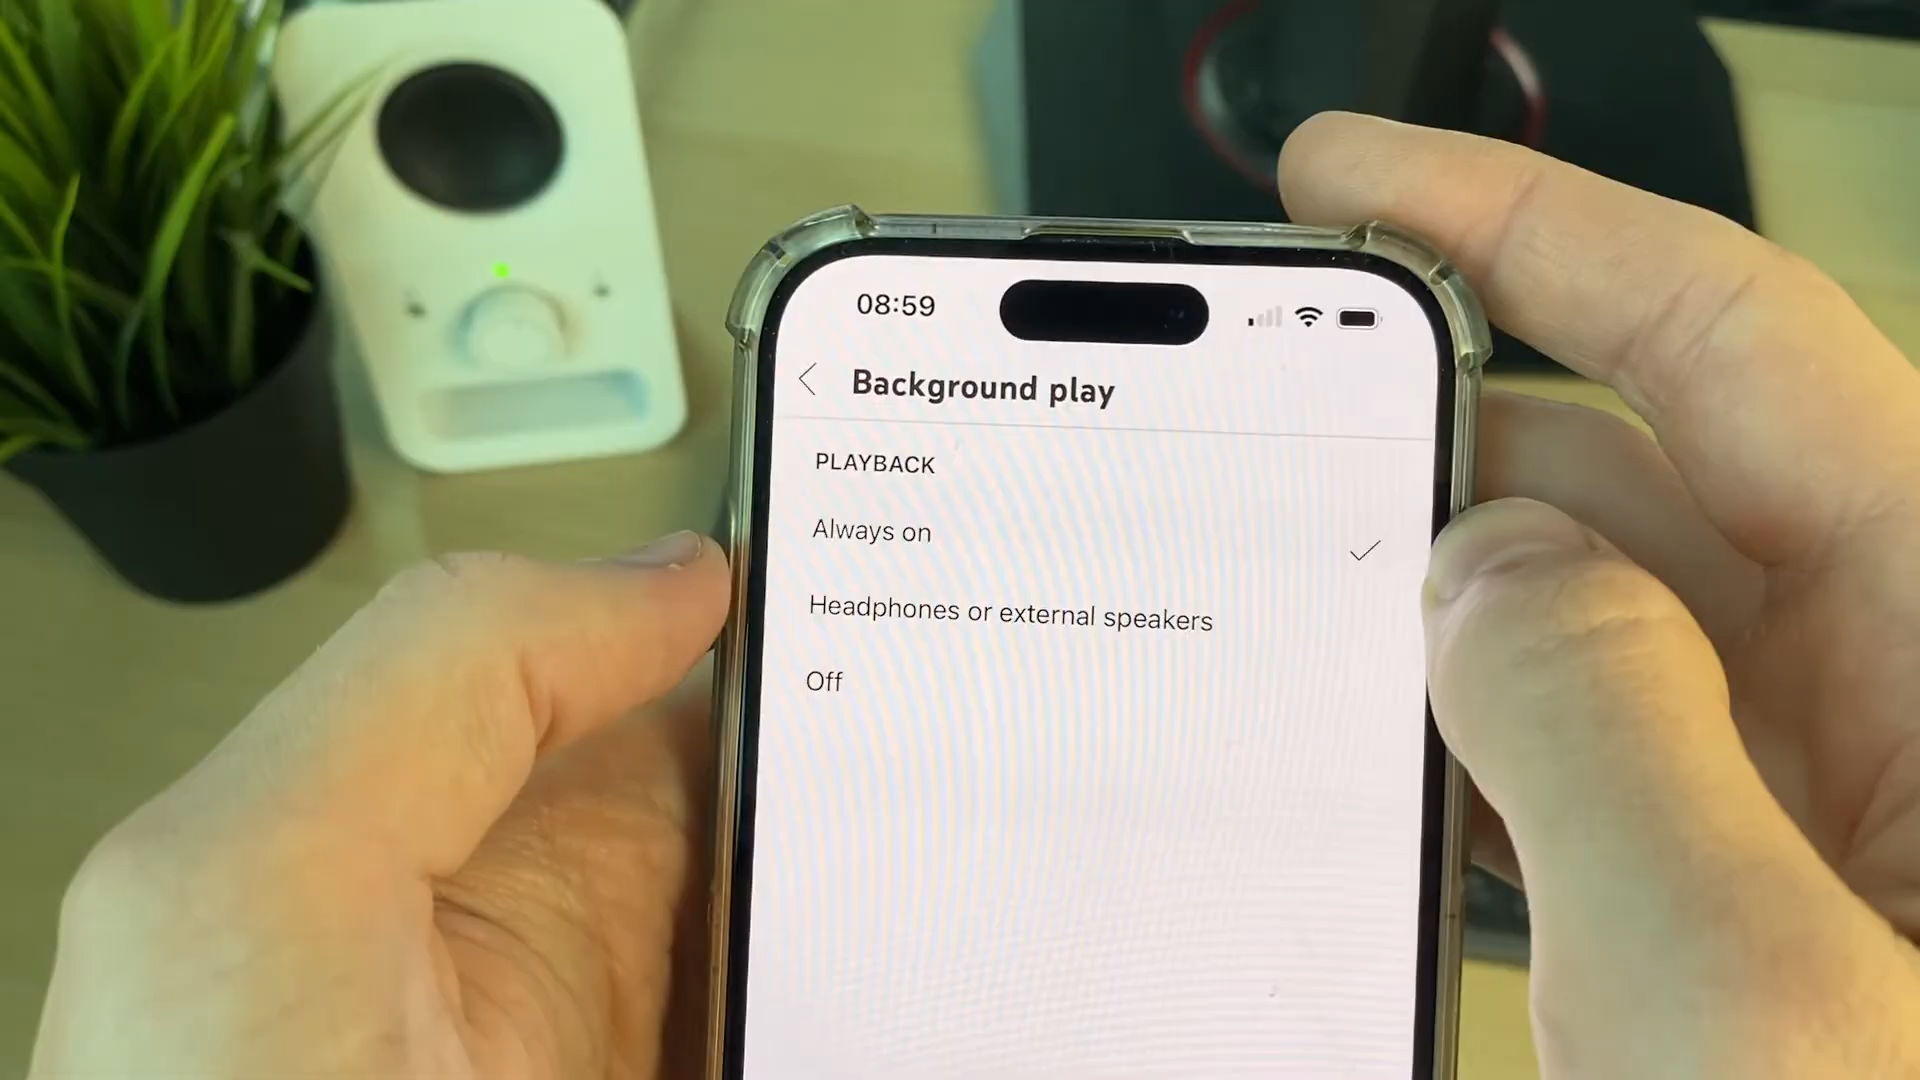 08:59
Background play
PLAYBACK
Always on
Headphones or external speakers
Off